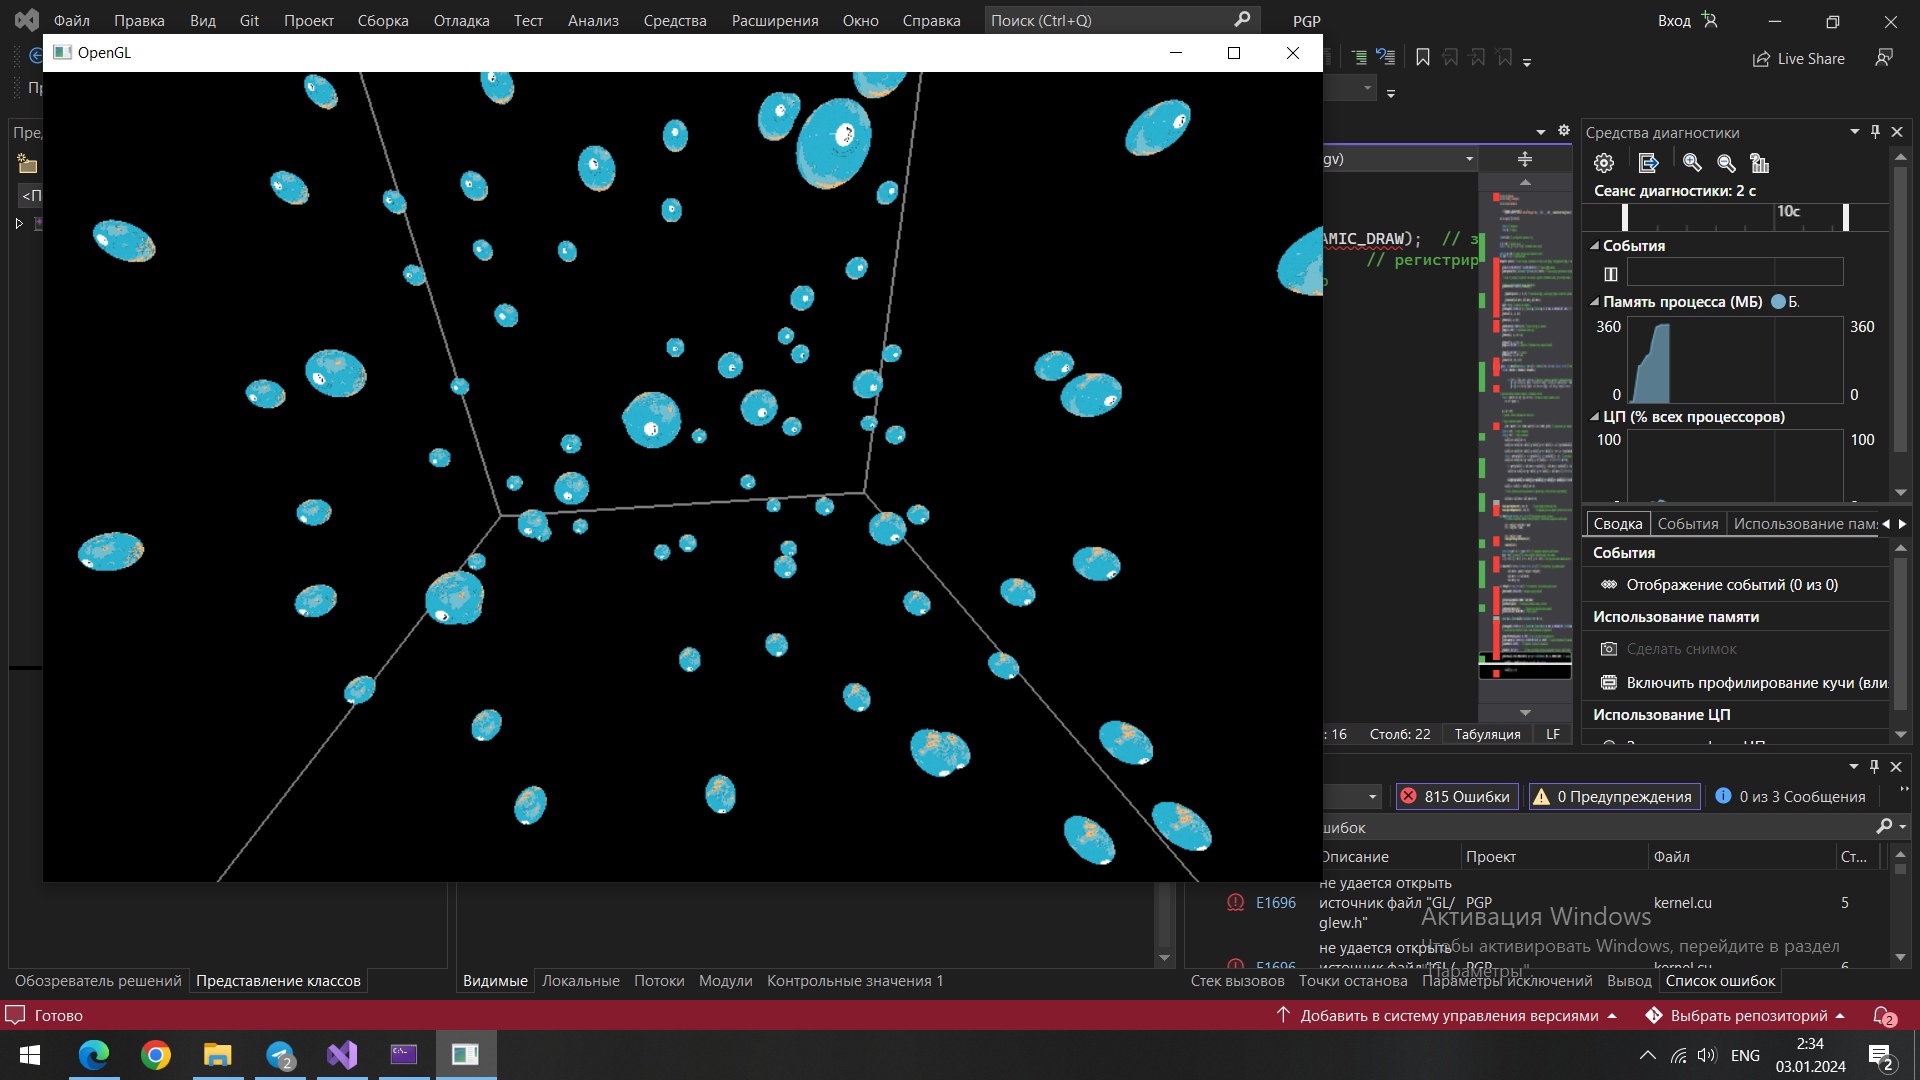 Файл Правка Вид Git Проект Сборка Отладка Тест Анализ Средства Расширения Окно Справка Поиск (Ctrl+Q) PGP Вход
OpenGL
Live Share
Пред
Средства диагностики
gv)
<П
Сеанс диагностики: 2 с
10с
AMIC_DRAW); // з
// регистрир
События
Память процесса (МБ) Б.
360 360
0 0
ЦП (% всех процессоров)
100 100
Сводка События Использование пам
События
Отображение событий (0 из 0)
Использование памяти
Сделать снимок
Включить профилирование кучи (вли
Использование ЦП
: 16 Столб: 22 Табуляция LF
815 Ошибки 0 Предупреждения 0 из 3 Сообщения
шибок
Описание Проект Файл Ст...
E1696 не удается открыть
источник файл "GL/ PGP kernel.cu 5
glew.h"
не удается открыть
E1696 источник файл "GL/ PGP kernel.cu 6
Активация Windows
Чтобы активировать Windows, перейдите в раздел
"Параметры".
Обозреватель решений Представление классов Видимые Локальные Потоки Модули Контрольные значения 1 Стек вызовов Точки останова Параметры исключений Вывод Список ошибок
Готово Добавить в систему управления версиями Выбрать репозиторий 2
2 ENG 2:34
03.01.2024 2